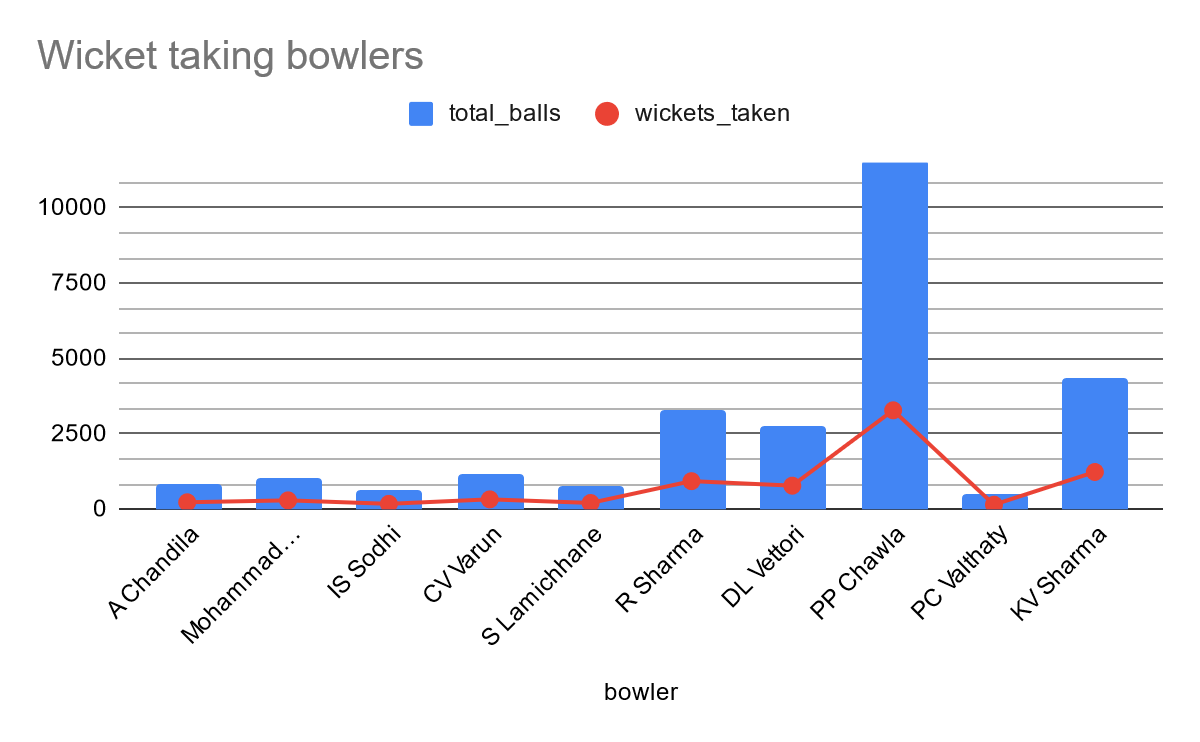 Wicket taking bowlers
total_balls
wickets_taken
10000
7500
5000
2500
0
A Chandila
Mohammad…
IS Sodhi
CV Varun
S Lamichhane
R Sharma
DL Vettori
PP Chawla
PC Valthaty
KV Sharma
bowler